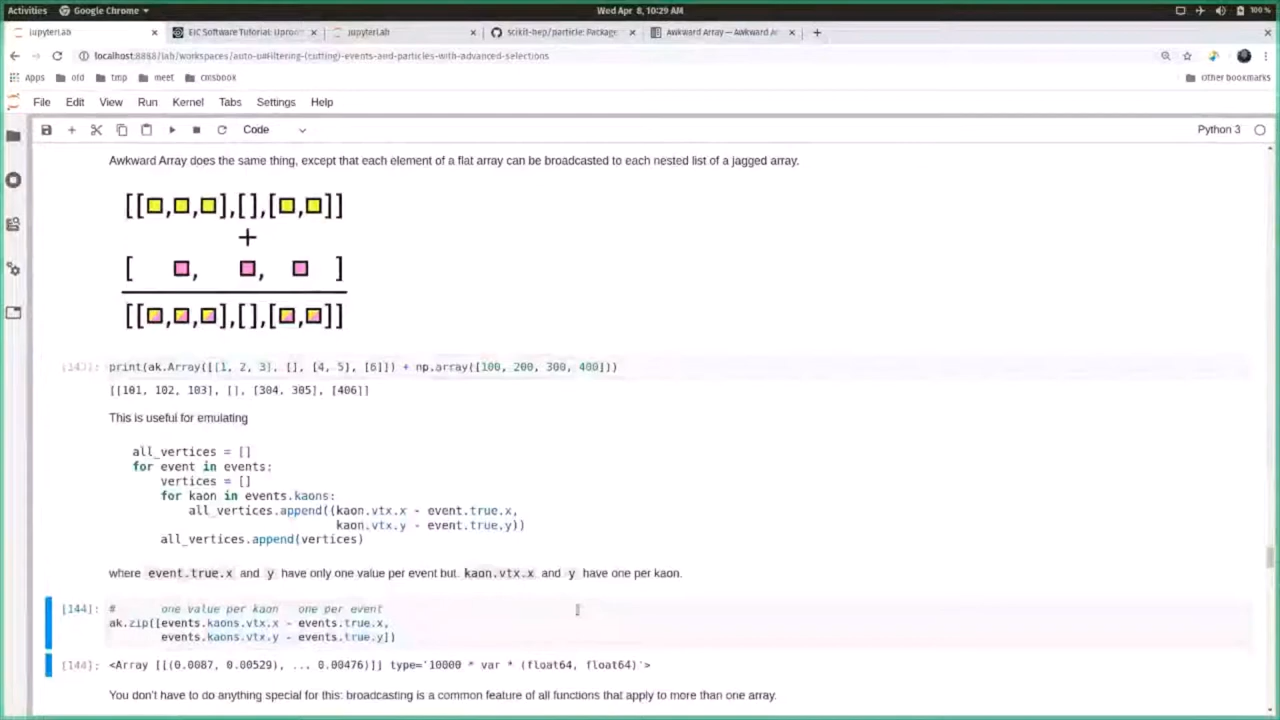 Activities Google Chrome Wed Apr 8, 10:29 AM 100 %
JupyterLab EIC Software Tutorial: Uproo JupyterLab scikit-hep/particle: Package Awkward Array — Awkward Ar
localhost:8888/lab/workspaces/auto-u#Filtering-(cutting)-events-and-particles-with-advanced-selections
Apps old tmp meet cmsbook Other bookmarks
File Edit View Run Kernel Tabs Settings Help
Code Python 3
Awkward Array does the same thing, except that each element of a flat array can be broadcasted to each nested list of a jagged array.
[[ , , ],[],[ , ]]
+
[ , , ]
[[ , , ],[],[ , ]]
[143]: print(ak.Array([[1, 2, 3], [], [4, 5], [6]]) + np.array([100, 200, 300, 400]))
[[101, 102, 103], [], [304, 305], [406]]
This is useful for emulating
all_vertices = []
for event in events:
vertices = []
for kaon in events.kaons:
all_vertices.append((kaon.vtx.x - event.true.x,
kaon.vtx.y - event.true.y))
all_vertices.append(vertices)
where event.true.x and y have only one value per event but. kaon.vtx.x and y have one per kaon.
[144]: # one value per kaon one per event
ak.zip([events.kaons.vtx.x - events.true.x,
events.kaons.vtx.y - events.true.y])
[144]: <Array [[(0.0087, 0.00529), ... 0.00476)]] type='10000 * var * (float64, float64)'>
You don't have to do anything special for this: broadcasting is a common feature of all functions that apply to more than one array.